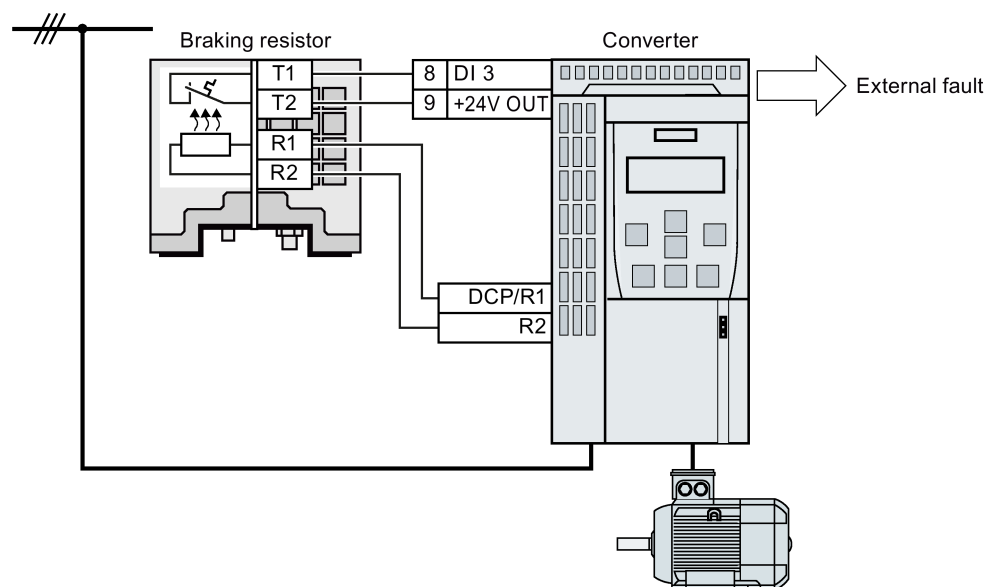 Braking resistor
Converter
T1
8 DI 3
External fault
T2
9 +24V OUT
R1
R2
DCP/R1
R2